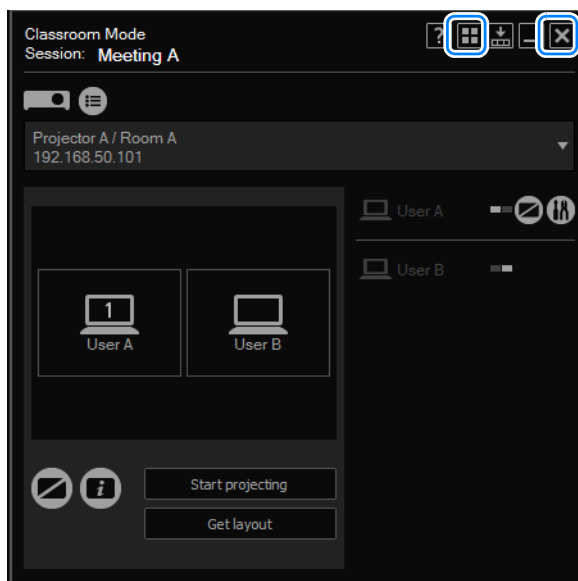 Classroom Mode
Session: Meeting A
?
Projector A / Room A
192.168.50.101
User A
User B
1
User A
User B
i
Start projecting
Get layout